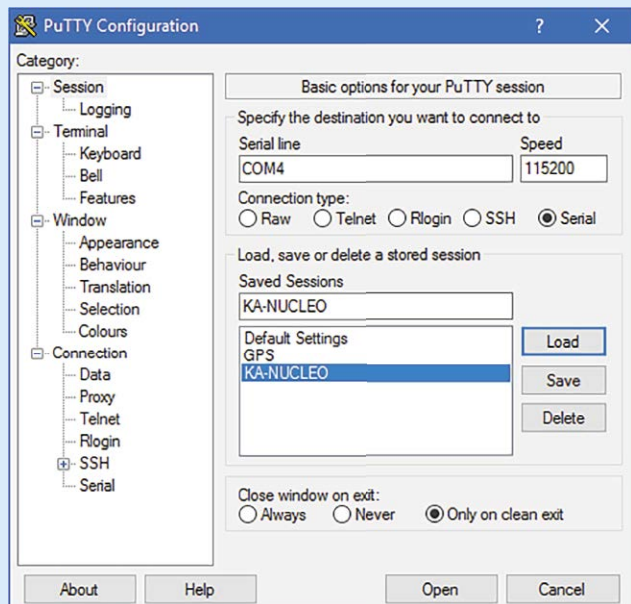 PuTTY Configuration
?
×
Category:
Session
Logging
Terminal
Keyboard
Bell
Features
Window
Appearance
Behaviour
Translation
Selection
Colours
Connection
Data
Proxy
Telnet
Rlogin
SSH
Serial
Basic options for your PuTTY session
Specify the destination you want to connect to
Serial line Speed
COM4 115200
Connection type:
Raw Telnet Rlogin SSH Serial
Load, save or delete a stored session
Saved Sessions
KA-NUCLEO
Default Settings
GPS
KA-NUCLEO
Load
Save
Delete
Close window on exit:
Always Never Only on clean exit
About Help Open Cancel